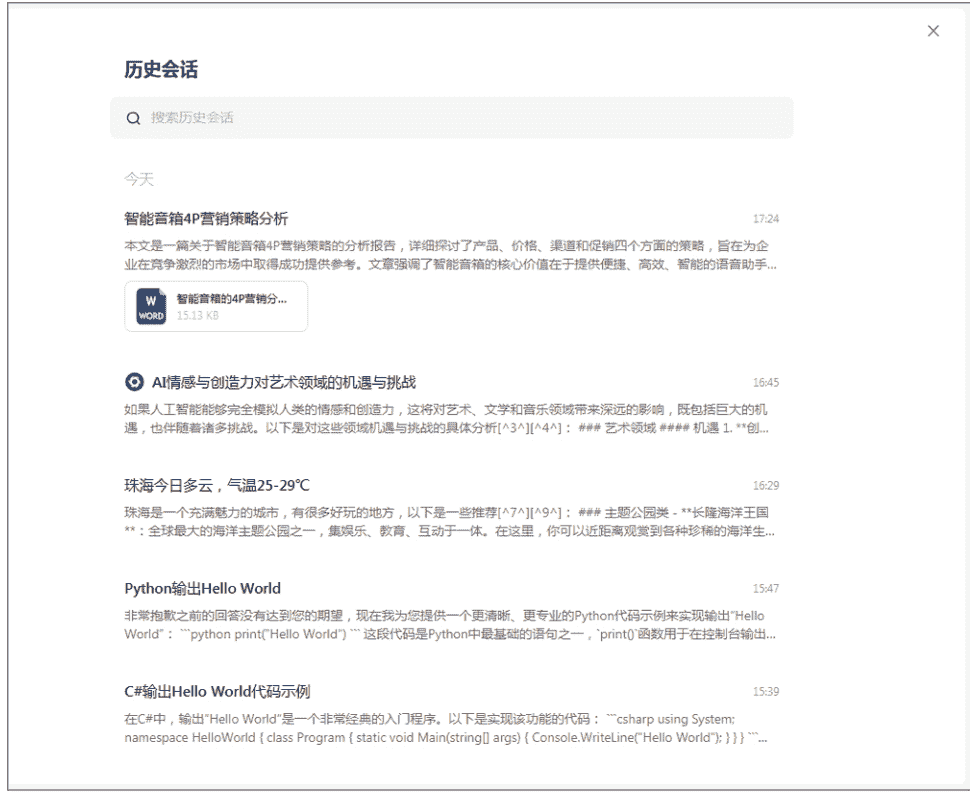 历史会话
搜索历史会话
今天
智能音箱4P营销策略分析 17:24
本文是一篇关于智能音箱4P营销策略的分析报告，详细探讨了产品、价格、渠道和促销四个方面的策略，旨在为企
业在竞争激烈的市场中取得成功提供参考。文章强调了智能音箱的核心价值在于提供便捷、高效、智能的语音助手...
W
WORD
智能音箱的4P营销分...
15.13 KB
AI情感与创造力对艺术领域的机遇与挑战 16:45
如果人工智能能够完全模拟人类的情感和创造力，这将对艺术、文学和音乐领域带来深远的影响，既包括巨大的机
遇，也伴随着诸多挑战。以下是对这些领域机遇与挑战的具体分析[^3^][^4^]： ### 艺术领域 #### 机遇 1. **创...
珠海今日多云，气温25-29℃ 16:29
珠海是一个充满魅力的城市，有很多好玩的地方，以下是一些推荐[^7^][^9^]： ### 主题公园类 - **长隆海洋王国
**：全球最大的海洋主题公园之一，集娱乐、教育、互动于一体。在这里，你可以近距离观赏到各种珍稀的海洋生...
Python输出Hello World 15:47
非常抱歉之前的回答没有达到您的期望，现在我为您提供一个更清晰、更专业的Python代码示例来实现输出"Hello
World"： ```python print("Hello World") ``` 这段代码是Python中最基础的语句之一，`print()`函数用于在控制台输出...
C#输出Hello World代码示例 15:39
在C#中，输出"Hello World"是一个非常经典的入门程序。以下是实现该功能的代码： ```csharp using System;
namespace HelloWorld { class Program { static void Main(string[] args) { Console.WriteLine("Hello World"); } } } ```...